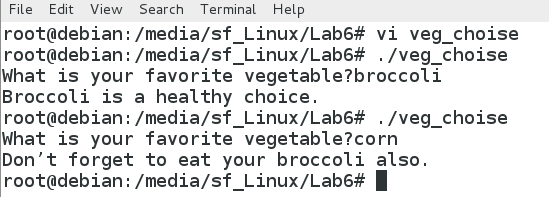 File Edit View Search Terminal Help
root@debian:/media/sf_Linux/Lab6# vi veg_choise
root@debian:/media/sf_Linux/Lab6# ./veg_choise
What is your favorite vegetable?broccoli
Broccoli is a healthy choice.
root@debian:/media/sf_Linux/Lab6# ./veg_choise
What is your favorite vegetable?corn
Don′t forget to eat your broccoli also.
root@debian:/media/sf_Linux/Lab6#